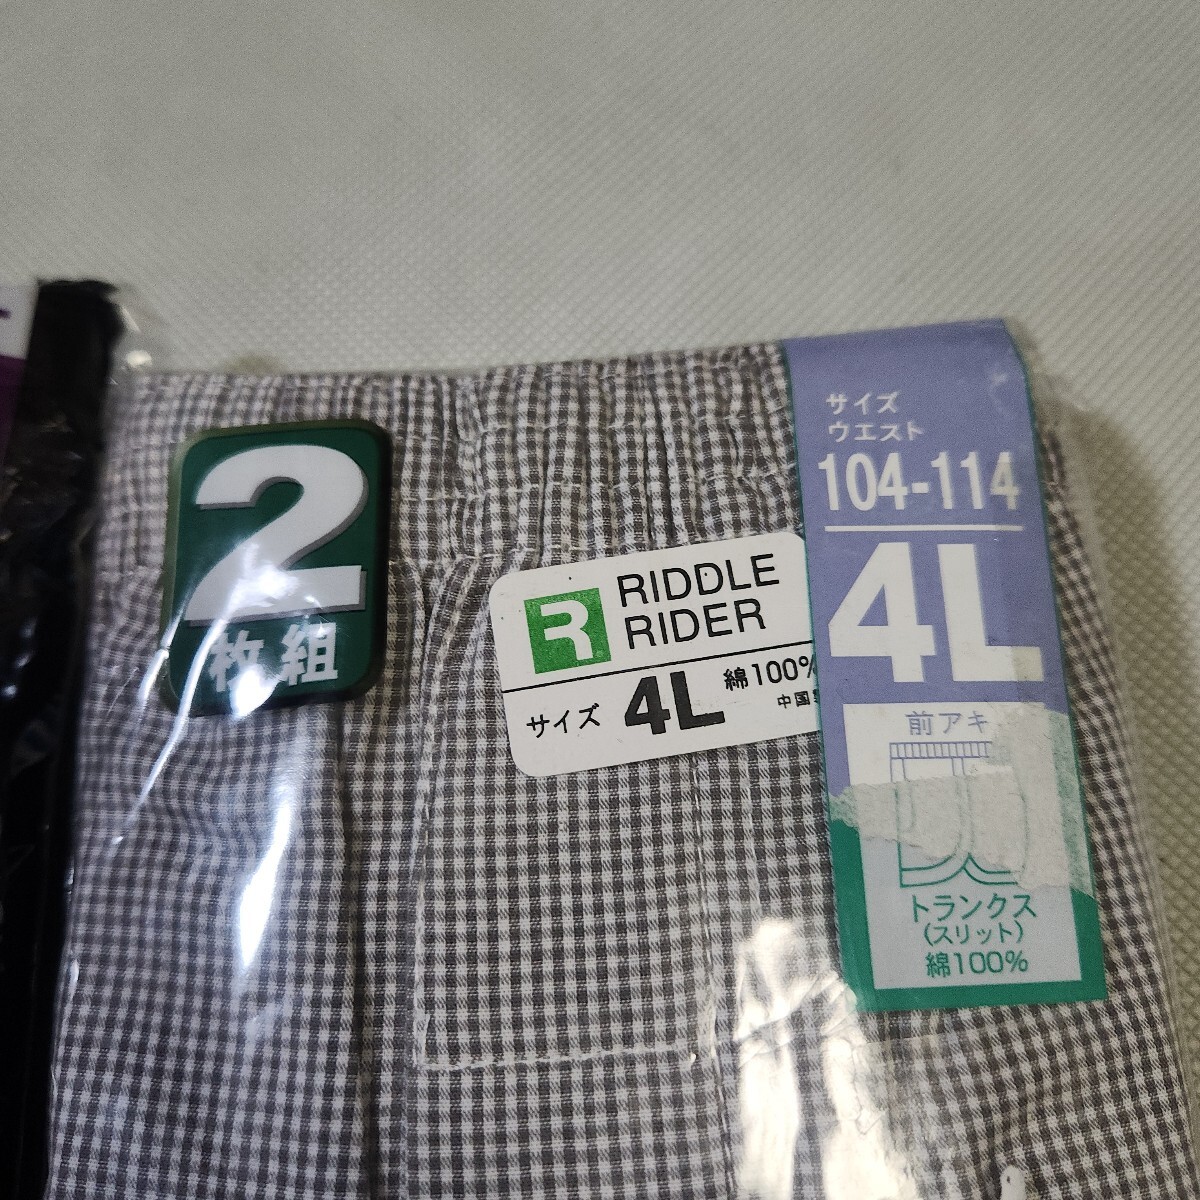 2
枚組
R
RIDDLE
RIDER
サイズ 4L 綿100%
中国
サイズ
ウエスト
104-114
4L
前アキ
トランクス
(スリット)
綿100%